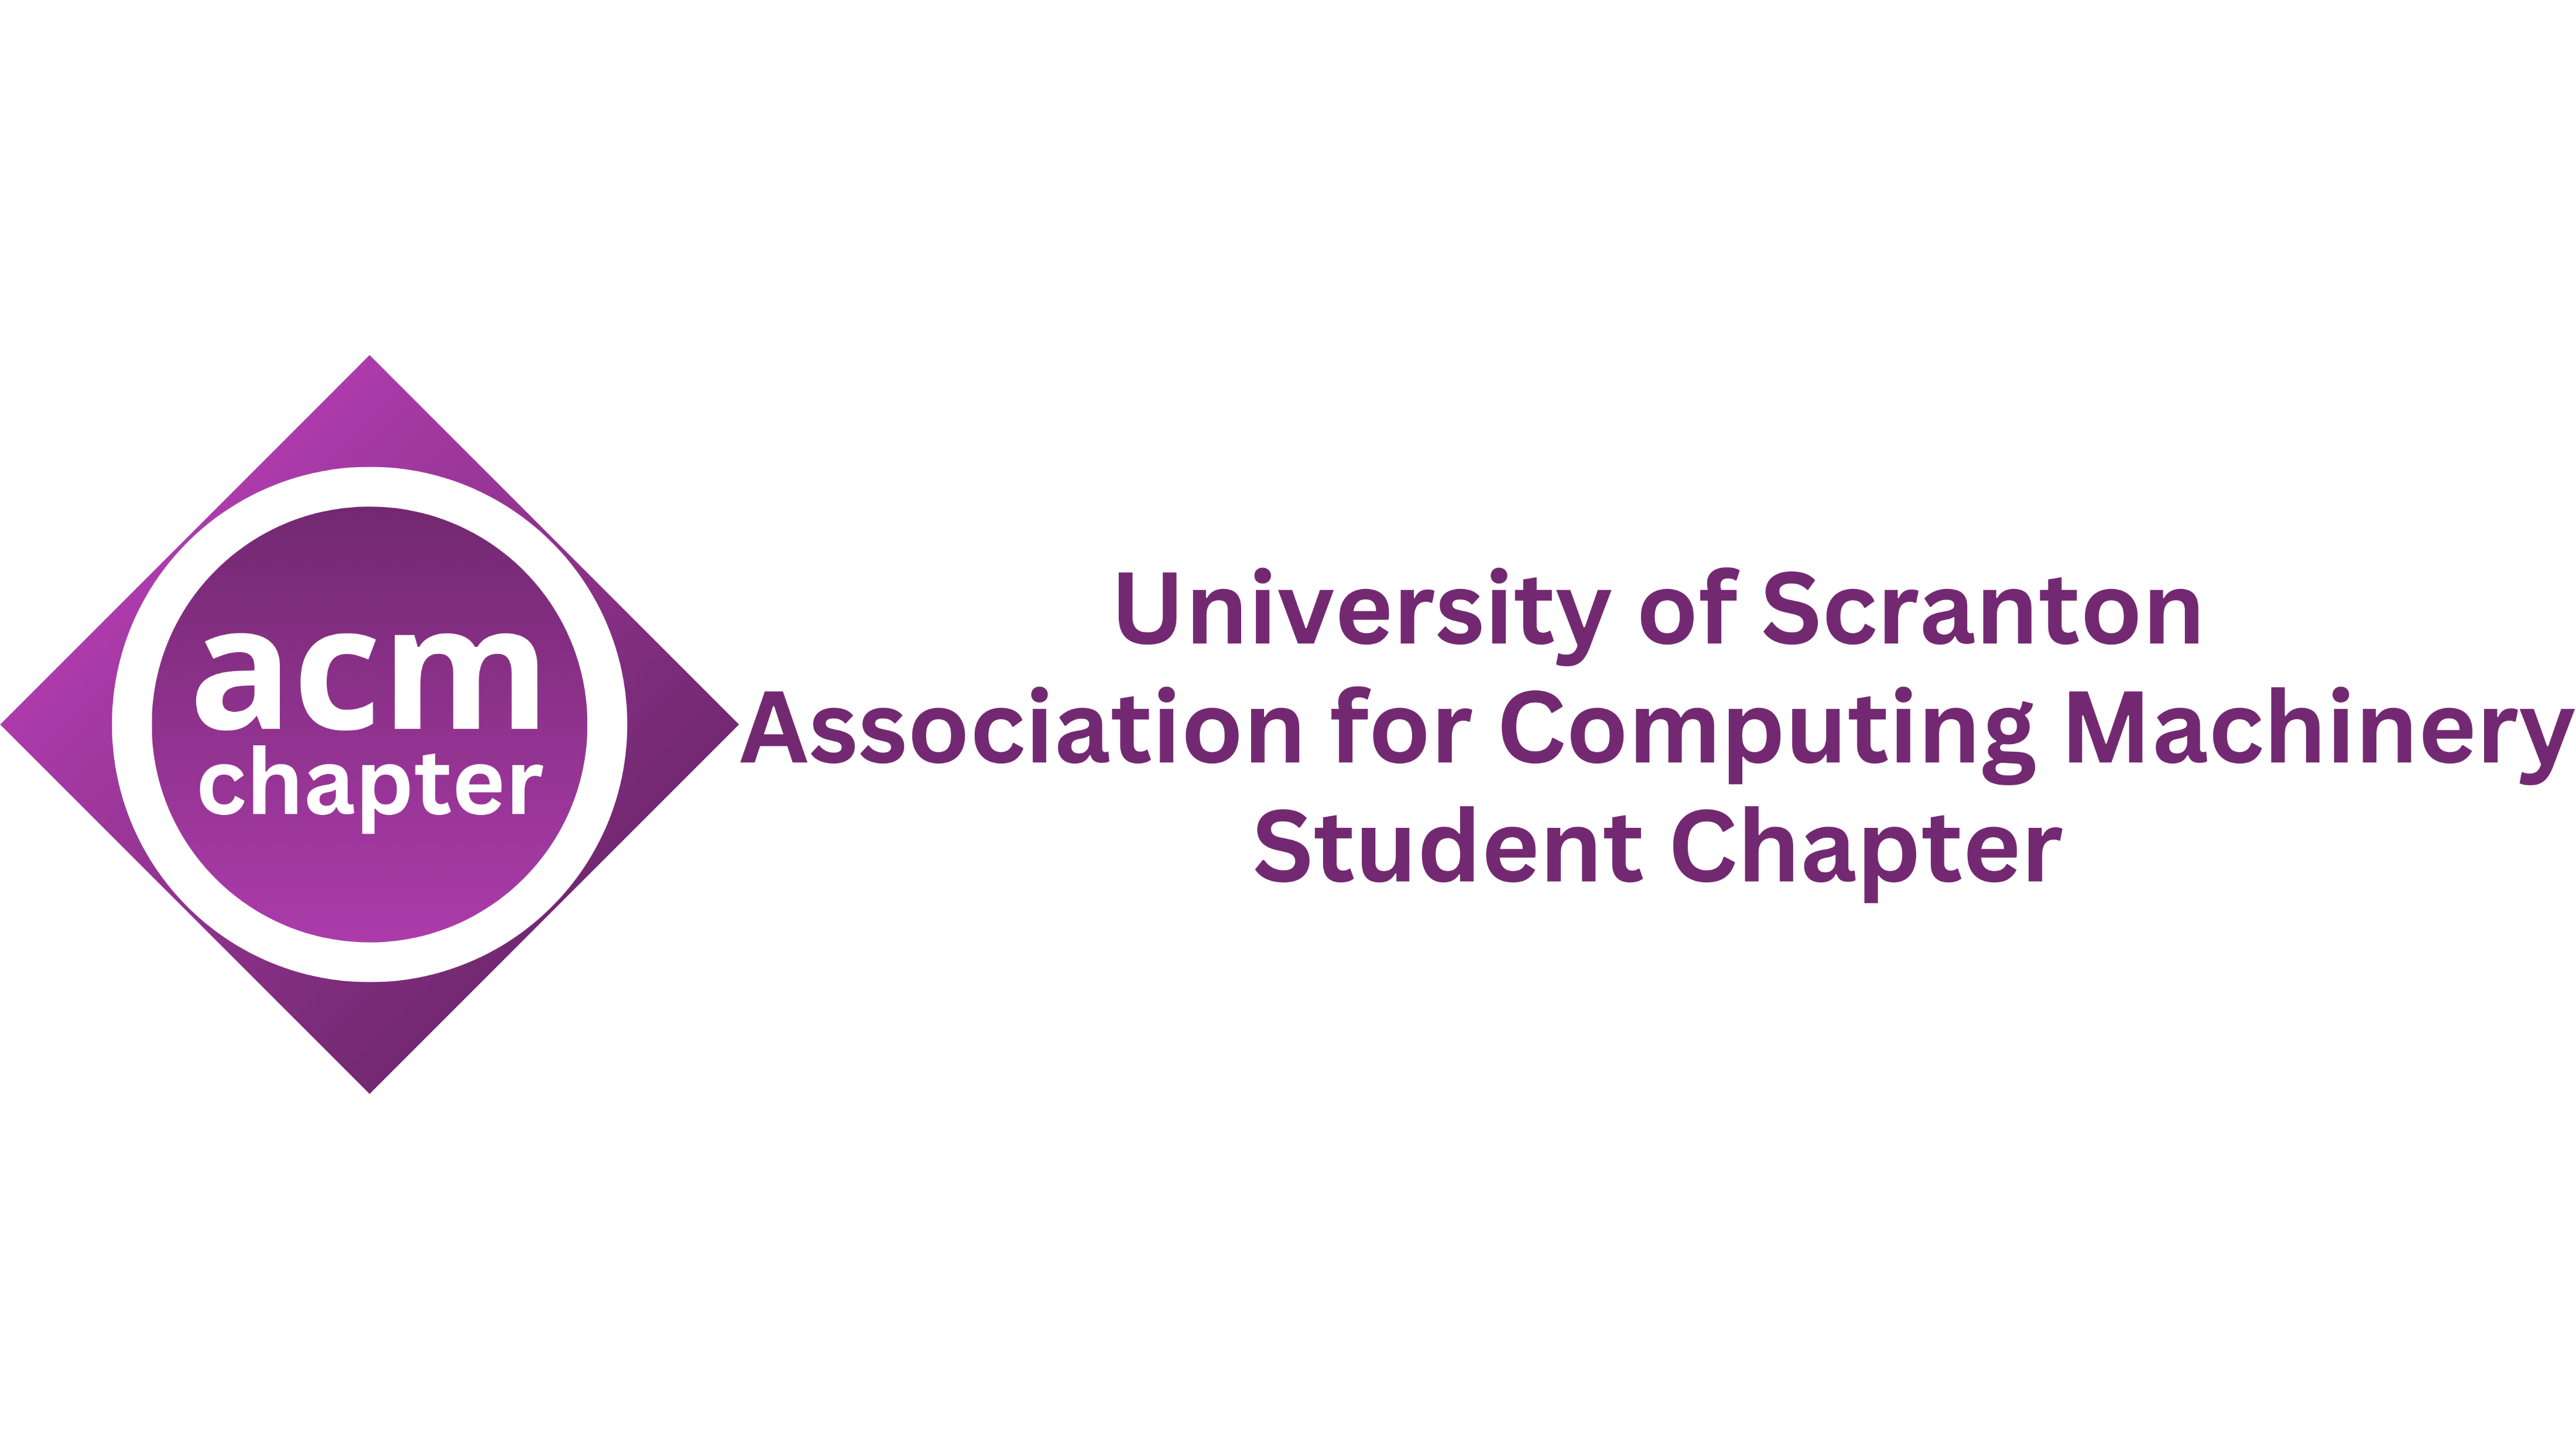 acm
chapter
University of Scranton
Association for Computing Machinery
Student Chapter